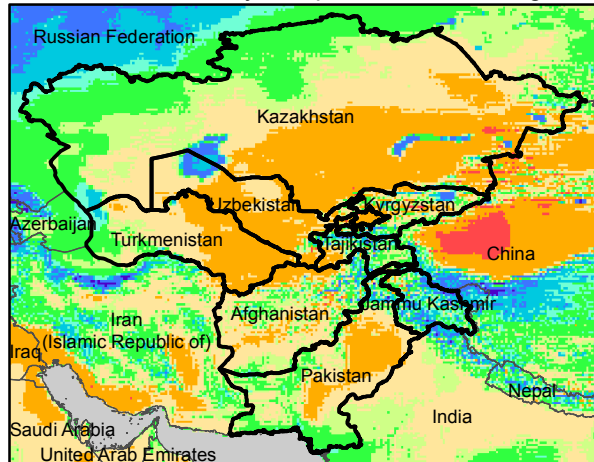 Russian Federation
Kazakhstan
Uzbekistan
Kyrgyzstan
Azerbaijan
Turkmenistan
Tajikistan
China
Jammu Kashmir
Afghanistan
Iran
(Islamic Republic of)
Iraq
Pakistan
Nepal
India
Saudi Arabia
United Arab Emirates